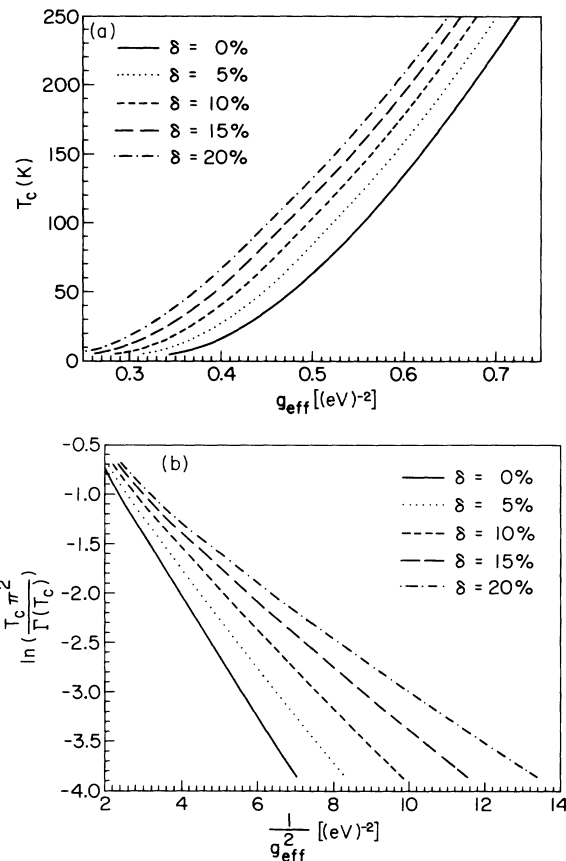 (a)
δ = 0%
δ = 5%
δ = 10%
δ = 15%
δ = 20%
T_c (K)
250
200
150
100
50
0
0.3 0.4 0.5 0.6 0.7
g_eff [(eV)^-2]
(b)
δ = 0%
δ = 5%
δ = 10%
δ = 15%
δ = 20%
ln (T_c π^2 / Γ(T_c))
-0.5
-1.0
-1.5
-2.0
-2.5
-3.0
-3.5
-4.0
2 4 6 8 10 12 14
1 / g_eff^2 [(eV)^-2]